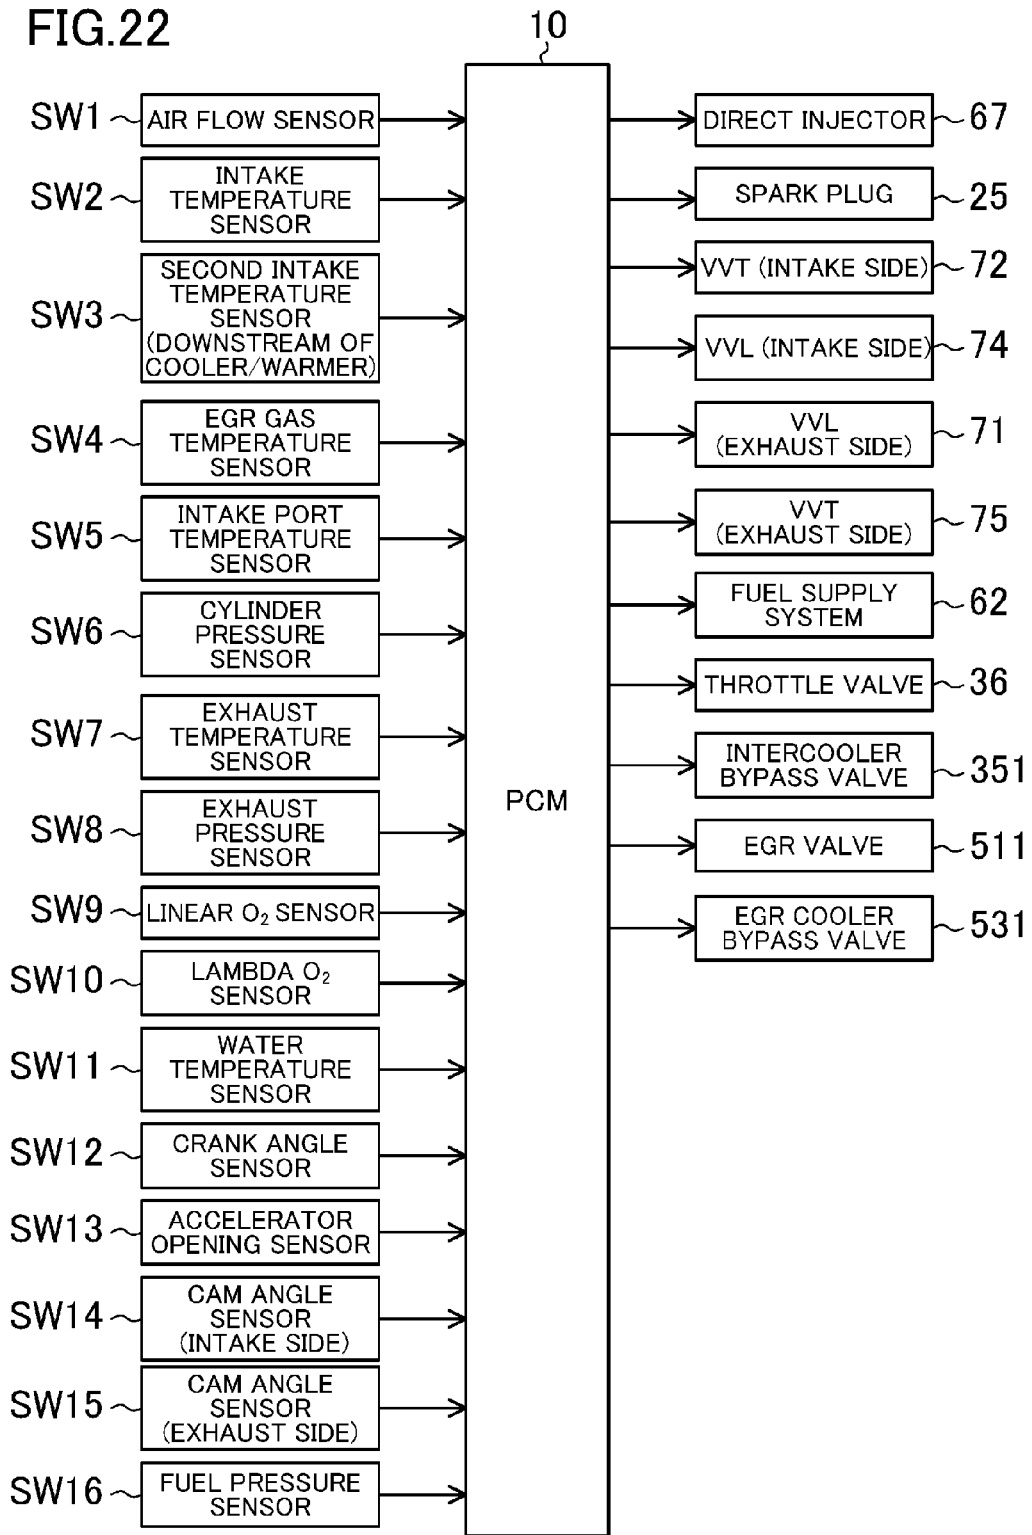 FIG.22
10
SW1
AIR FLOW SENSOR
SW2
INTAKE
TEMPERATURE
SENSOR
SW3
SECOND INTAKE
TEMPERATURE
SENSOR
(DOWNSTREAM OF
COOLER/WARMER)
SW4
EGR GAS
TEMPERATURE
SENSOR
SW5
INTAKE PORT
TEMPERATURE
SENSOR
SW6
CYLINDER
PRESSURE
SENSOR
SW7
EXHAUST
TEMPERATURE
SENSOR
SW8
EXHAUST
PRESSURE
SENSOR
SW9
LINEAR O₂ SENSOR
SW10
LAMBDA O₂
SENSOR
SW11
WATER
TEMPERATURE
SENSOR
SW12
CRANK ANGLE
SENSOR
SW13
ACCELERATOR
OPENING SENSOR
SW14
CAM ANGLE
SENSOR
(INTAKE SIDE)
SW15
CAM ANGLE
SENSOR
(EXHAUST SIDE)
SW16
FUEL PRESSURE
SENSOR
PCM
DIRECT INJECTOR
67
SPARK PLUG
25
VVT (INTAKE SIDE)
72
VVL (INTAKE SIDE)
74
VVL
(EXHAUST SIDE)
71
VVT
(EXHAUST SIDE)
75
FUEL SUPPLY
SYSTEM
62
THROTTLE VALVE
36
INTERCOOLER
BYPASS VALVE
351
EGR VALVE
511
EGR COOLER
BYPASS VALVE
531